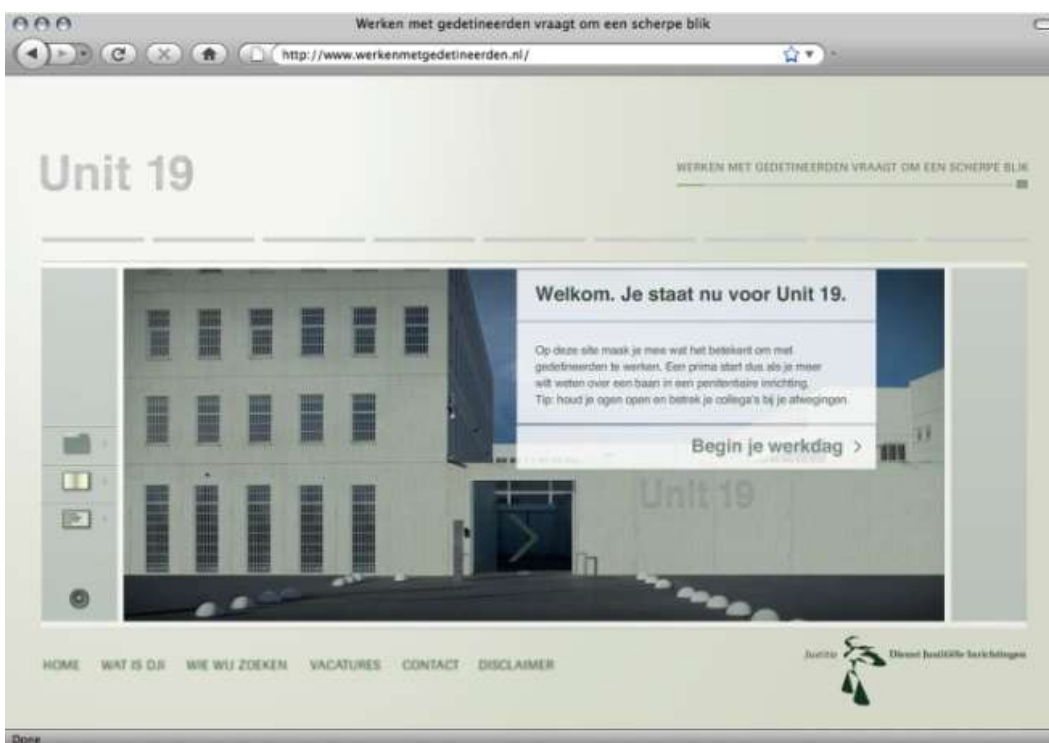 Werken met gedetineerden vraagt om een scherpe blik
http://www.werkenmetgedetineerden.nl/
Unit 19
WERKEN MET GEDETINEERDEN VRAAGT OM EEN SCHERPE BLIK
Welkom. Je staat nu voor Unit 19.
Op deze site maak je mee wat het betekent om met
gedetineerden te werken. Een prima start dus als je meer
wilt weten over een baan in een penitentiaire inrichting.
Tip: houd je ogen open en betrek je collega's bij je afwegingen.
Begin je werkdag >
Unit 19
HOME WAT IS DJI WIE WIJ ZOEKEN VACATURES CONTACT DISCLAIMER
Justitie Dienst Justitiële Inrichtingen
Done